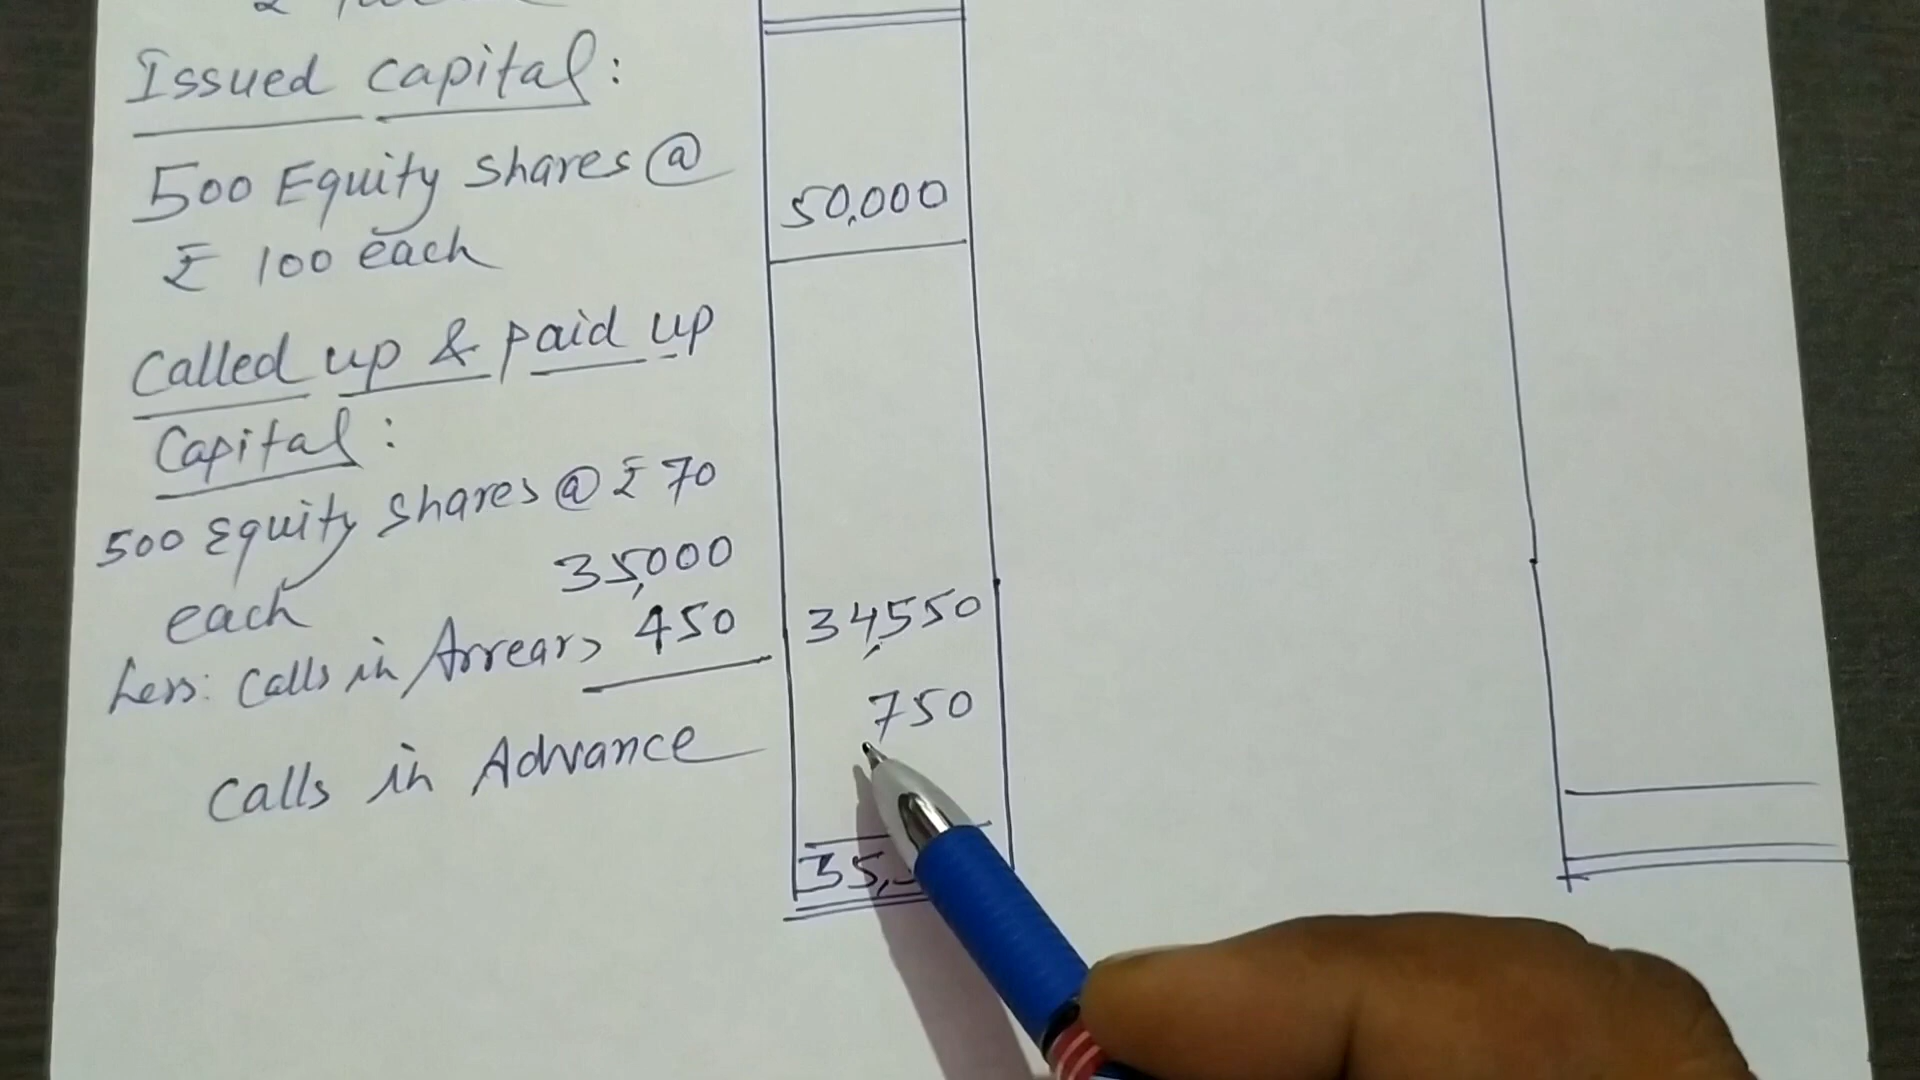 Issued capital:
500 Equity shares @
50,000
₹ 100 each
Called up & paid up
Capital:
500 Equity shares @ ₹ 70
each 35,000
Less: Calls in Arrears 450 34,550
Calls in Advance 750
35,